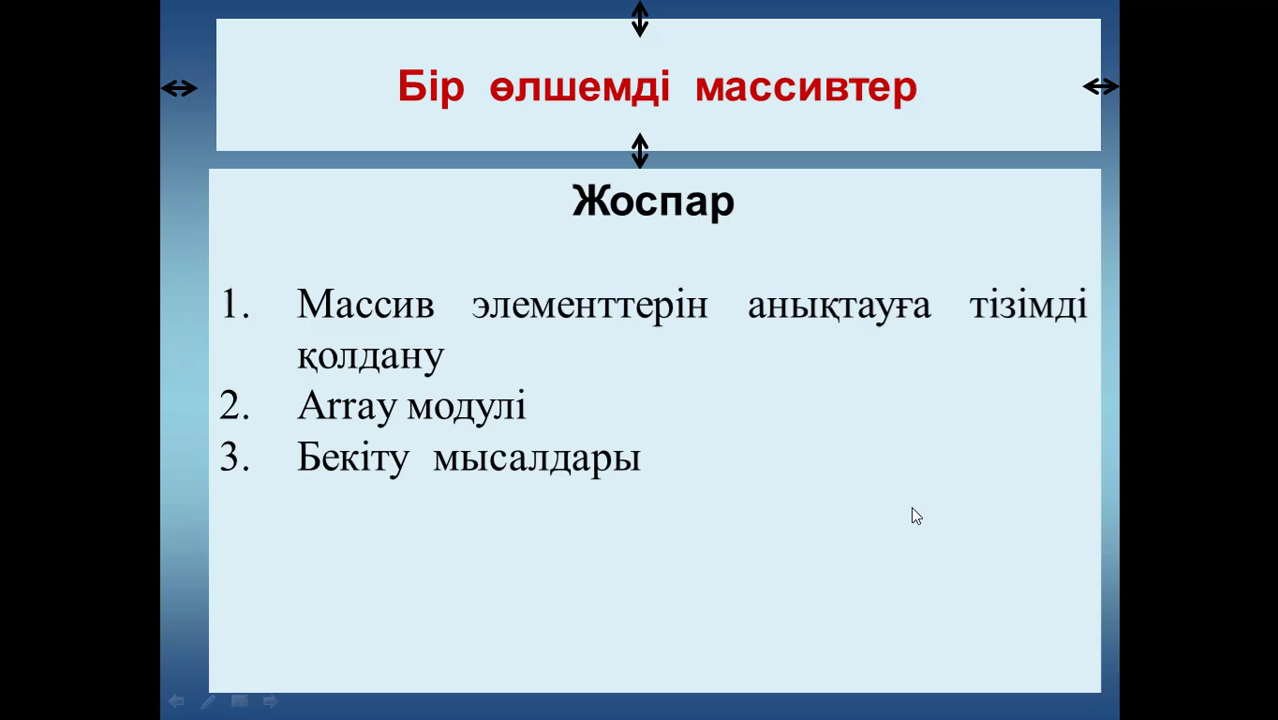 Бір өлшемді массивтер
Жоспар
1. Массив элементтерін анықтауға тізімді
қолдану
2. Array модулі
3. Бекіту мысалдары